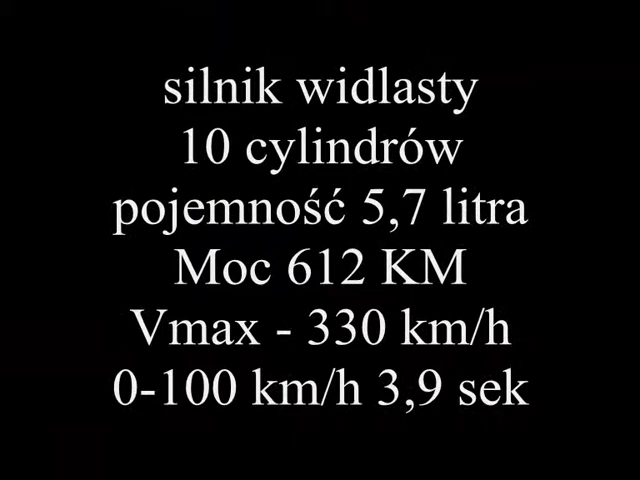 silnik widlasty
10 cylindrów
pojemność 5,7 litra
Moc 612 KM
Vmax - 330 km/h
0-100 km/h 3,9 sek